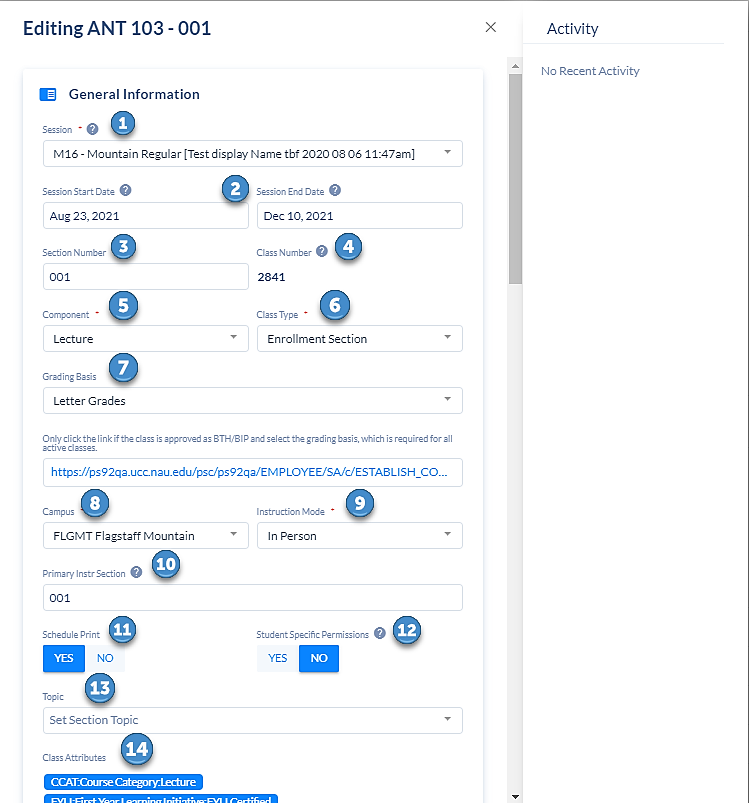 Editing ANT 103 - 001
Activity
No Recent Activity
General Information
Session * ? 1
M16 - Mountain Regular [Test display Name tbf 2020 08 06 11:47am]
Session Start Date ? 2 Session End Date ?
Aug 23, 2021 Dec 10, 2021
Section Number 3 Class Number ? 4
001 2841
Component * 5 Class Type * 6
Lecture Enrollment Section
Grading Basis 7
Letter Grades
Only click the link if the class is approved as BTH/BIP and select the grading basis, which is required for all
active classes.
https://ps92qa.ucc.nau.edu/psc/ps92qa/EMPLOYEE/SA/c/ESTABLISH_CO...
Campus * 8 Instruction Mode * 9
FLGMT Flagstaff Mountain In Person
Primary Instr Section ? 10
001
Schedule Print 11 Student Specific Permissions ? 12
YES NO YES NO
Topic 13
Set Section Topic
Class Attributes 14
CCAT:Course Category:Lecture
FYLI:First Year Learning Initiative:FYLI Certified